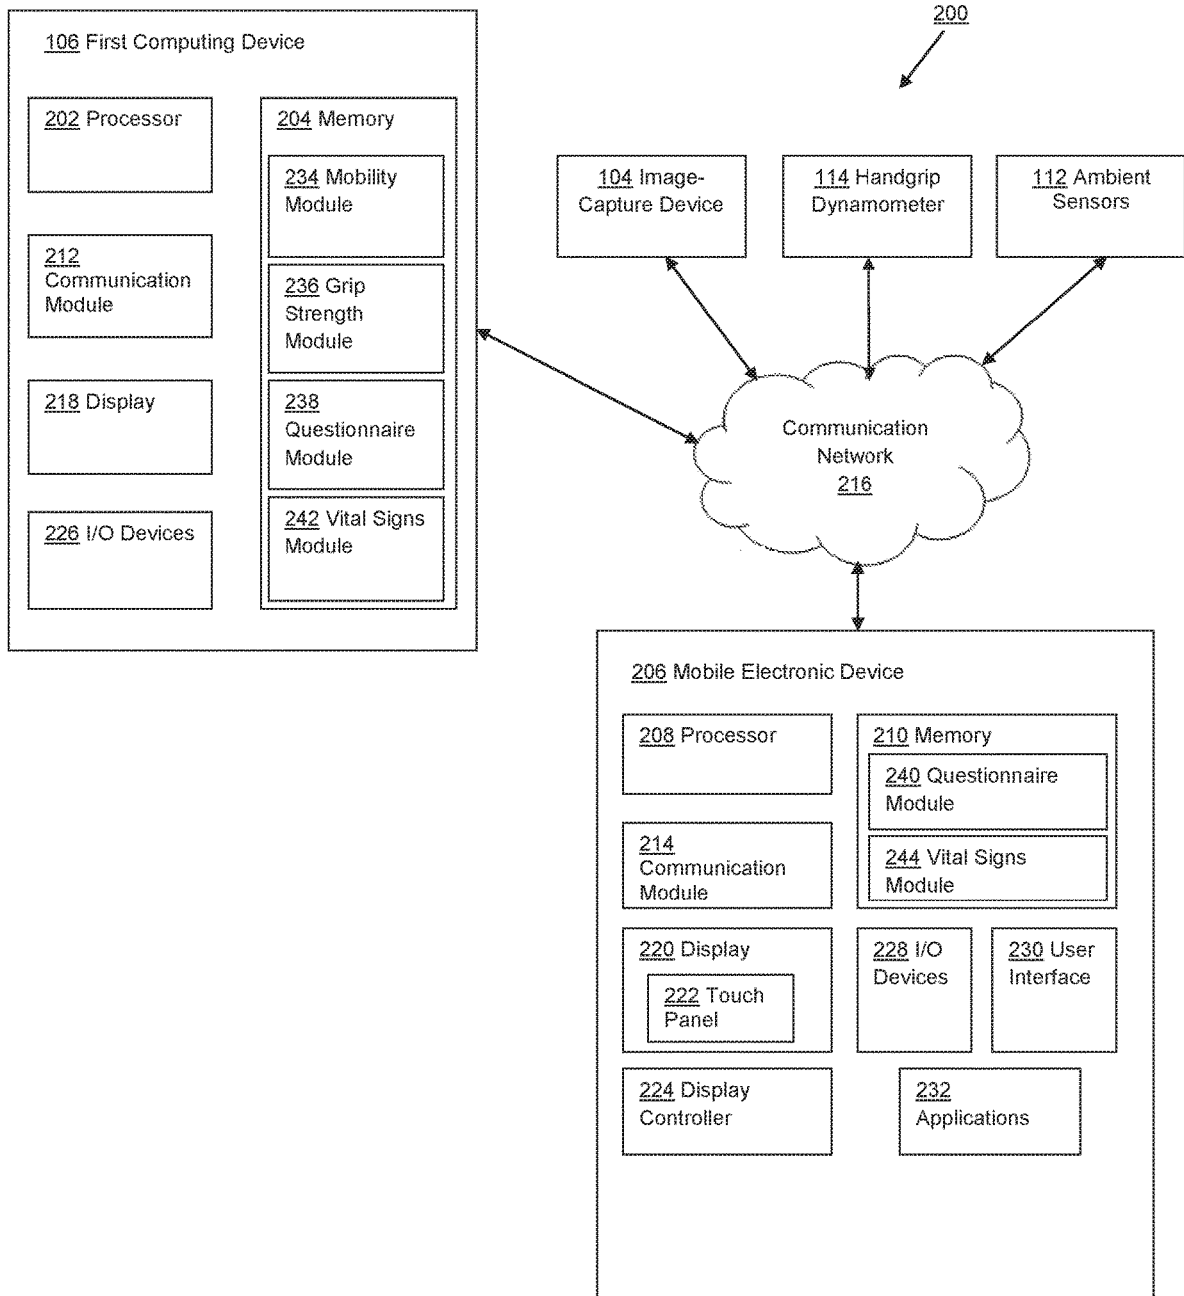 200
106 First Computing Device
202 Processor
212
Communication
Module
218 Display
226 I/O Devices
204 Memory
234 Mobility
Module
236 Grip
Strength
Module
238
Questionnaire
Module
242 Vital Signs
Module
104 Image-
Capture Device
114 Handgrip
Dynamometer
112 Ambient
Sensors
Communication
Network
216
206 Mobile Electronic Device
208 Processor
214
Communication
Module
210 Memory
240 Questionnaire
Module
244 Vital Signs
Module
220 Display
222 Touch
Panel
228 I/O
Devices
230 User
Interface
224 Display
Controller
232
Applications